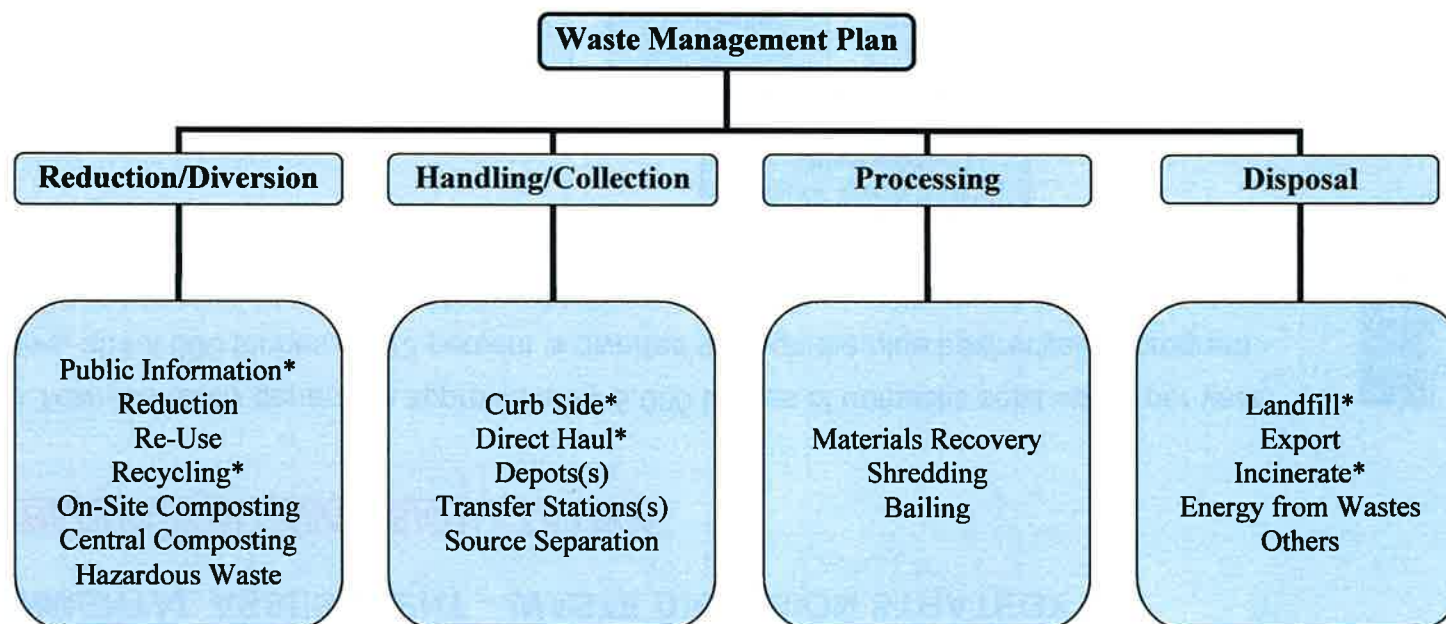 Waste Management Plan
Reduction/Diversion
Handling/Collection
Processing
Disposal
Public Information*
Reduction
Re-Use
Recycling*
On-Site Composting
Central Composting
Hazardous Waste
Curb Side*
Direct Haul*
Depots(s)
Transfer Stations(s)
Source Separation
Materials Recovery
Shredding
Bailing
Landfill*
Export
Incinerate*
Energy from Wastes
Others